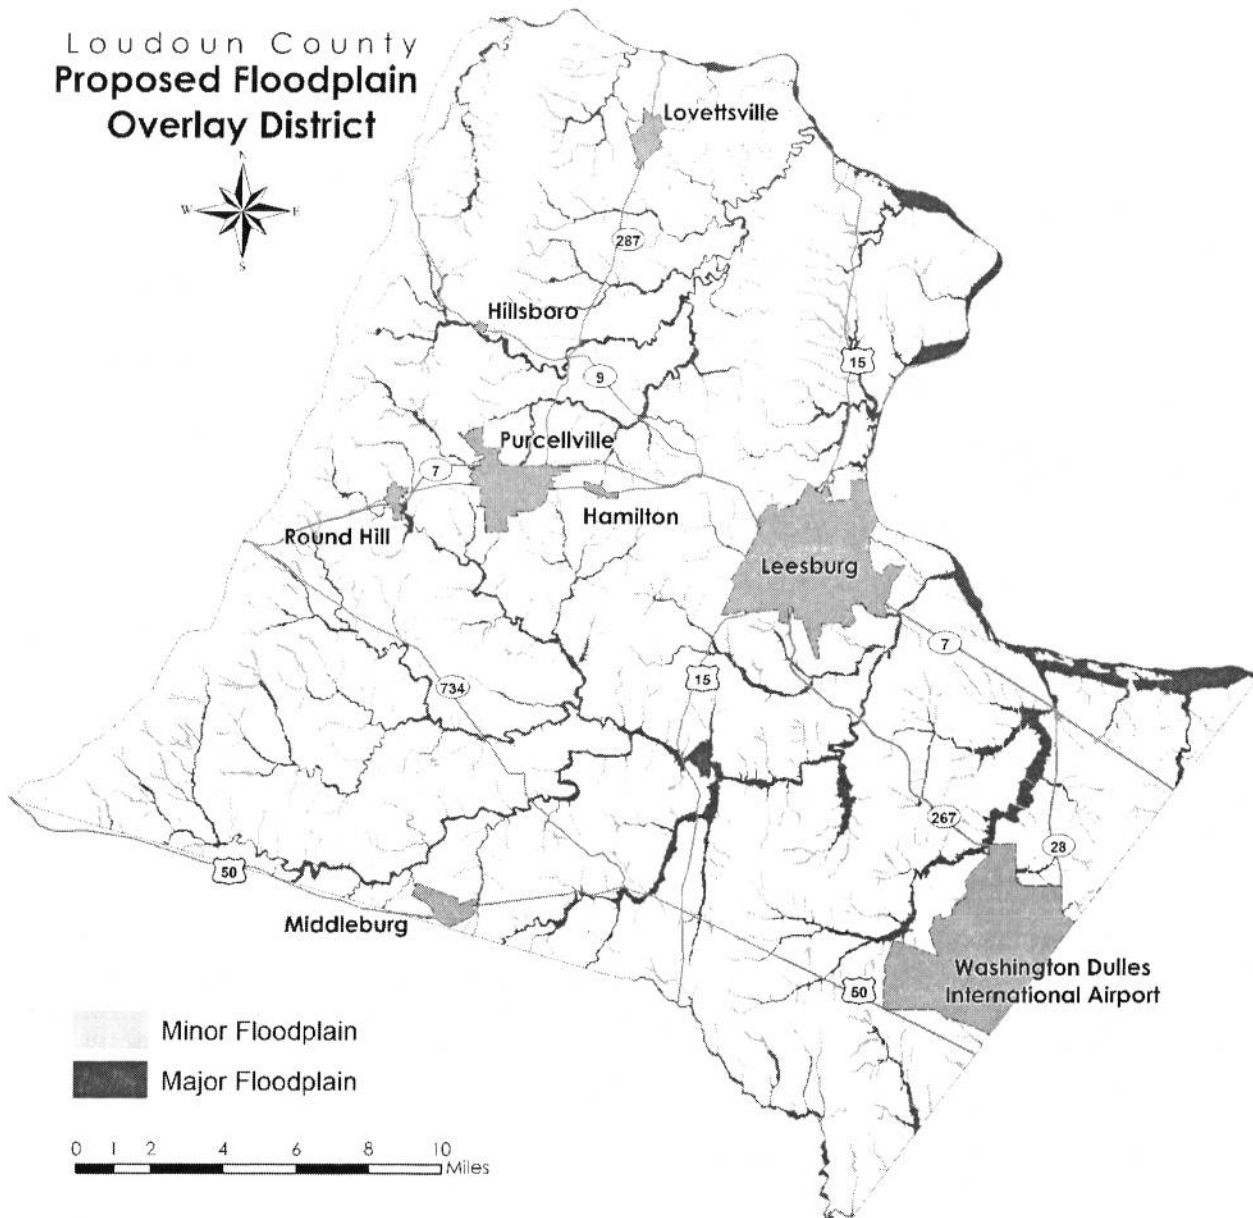 Loudoun County
Proposed Floodplain
Overlay District
N
W
E
S
Lovettsville
287
Hillsboro
15
9
Purcellville
7
Hamilton
Round Hill
Leesburg
7
15
734
267
28
50
Middleburg
Washington Dulles
International Airport
50
Minor Floodplain
Major Floodplain
0 1 2 4 6 8 10
Miles